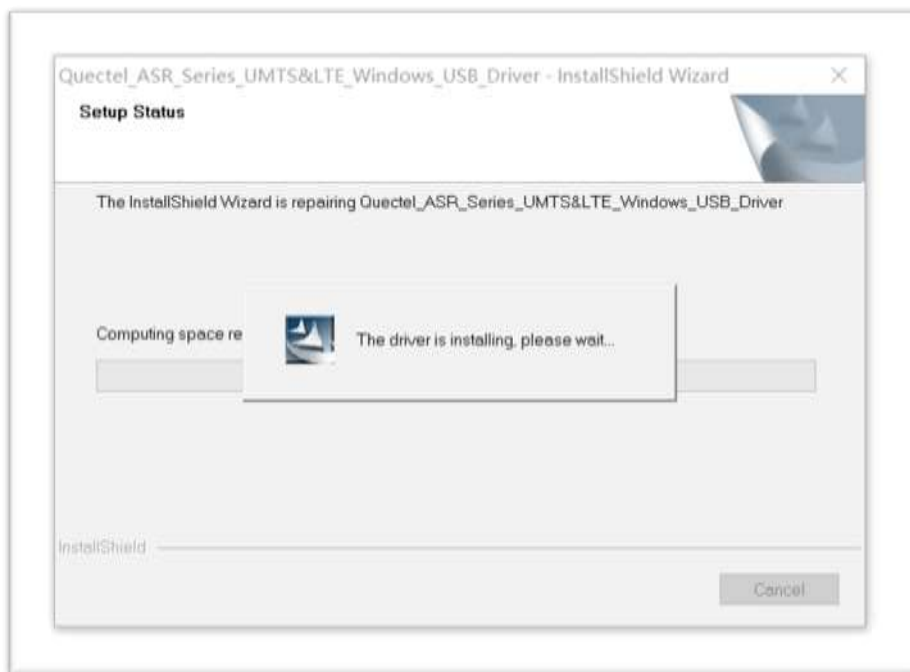 Quectel_ASR_Series_UMTS&LTE_Windows_USB_Driver - InstallShield Wizard
Setup Status
The InstallShield Wizard is repairing Quectel_ASR_Series_UMTS&LTE_Windows_USB_Driver
Computing space re
The driver is installing, please wait...
InstallShield
Cancel